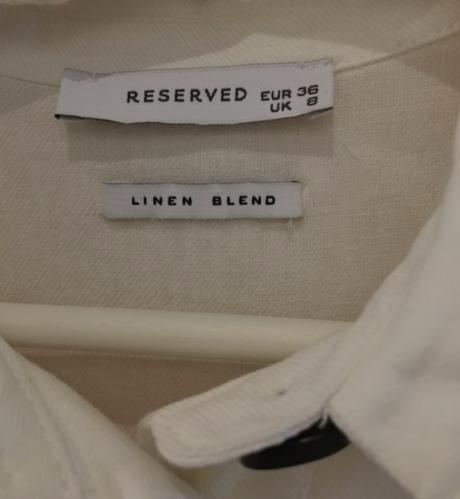 RESERVED EUR 36
UK 8
LINEN BLEND